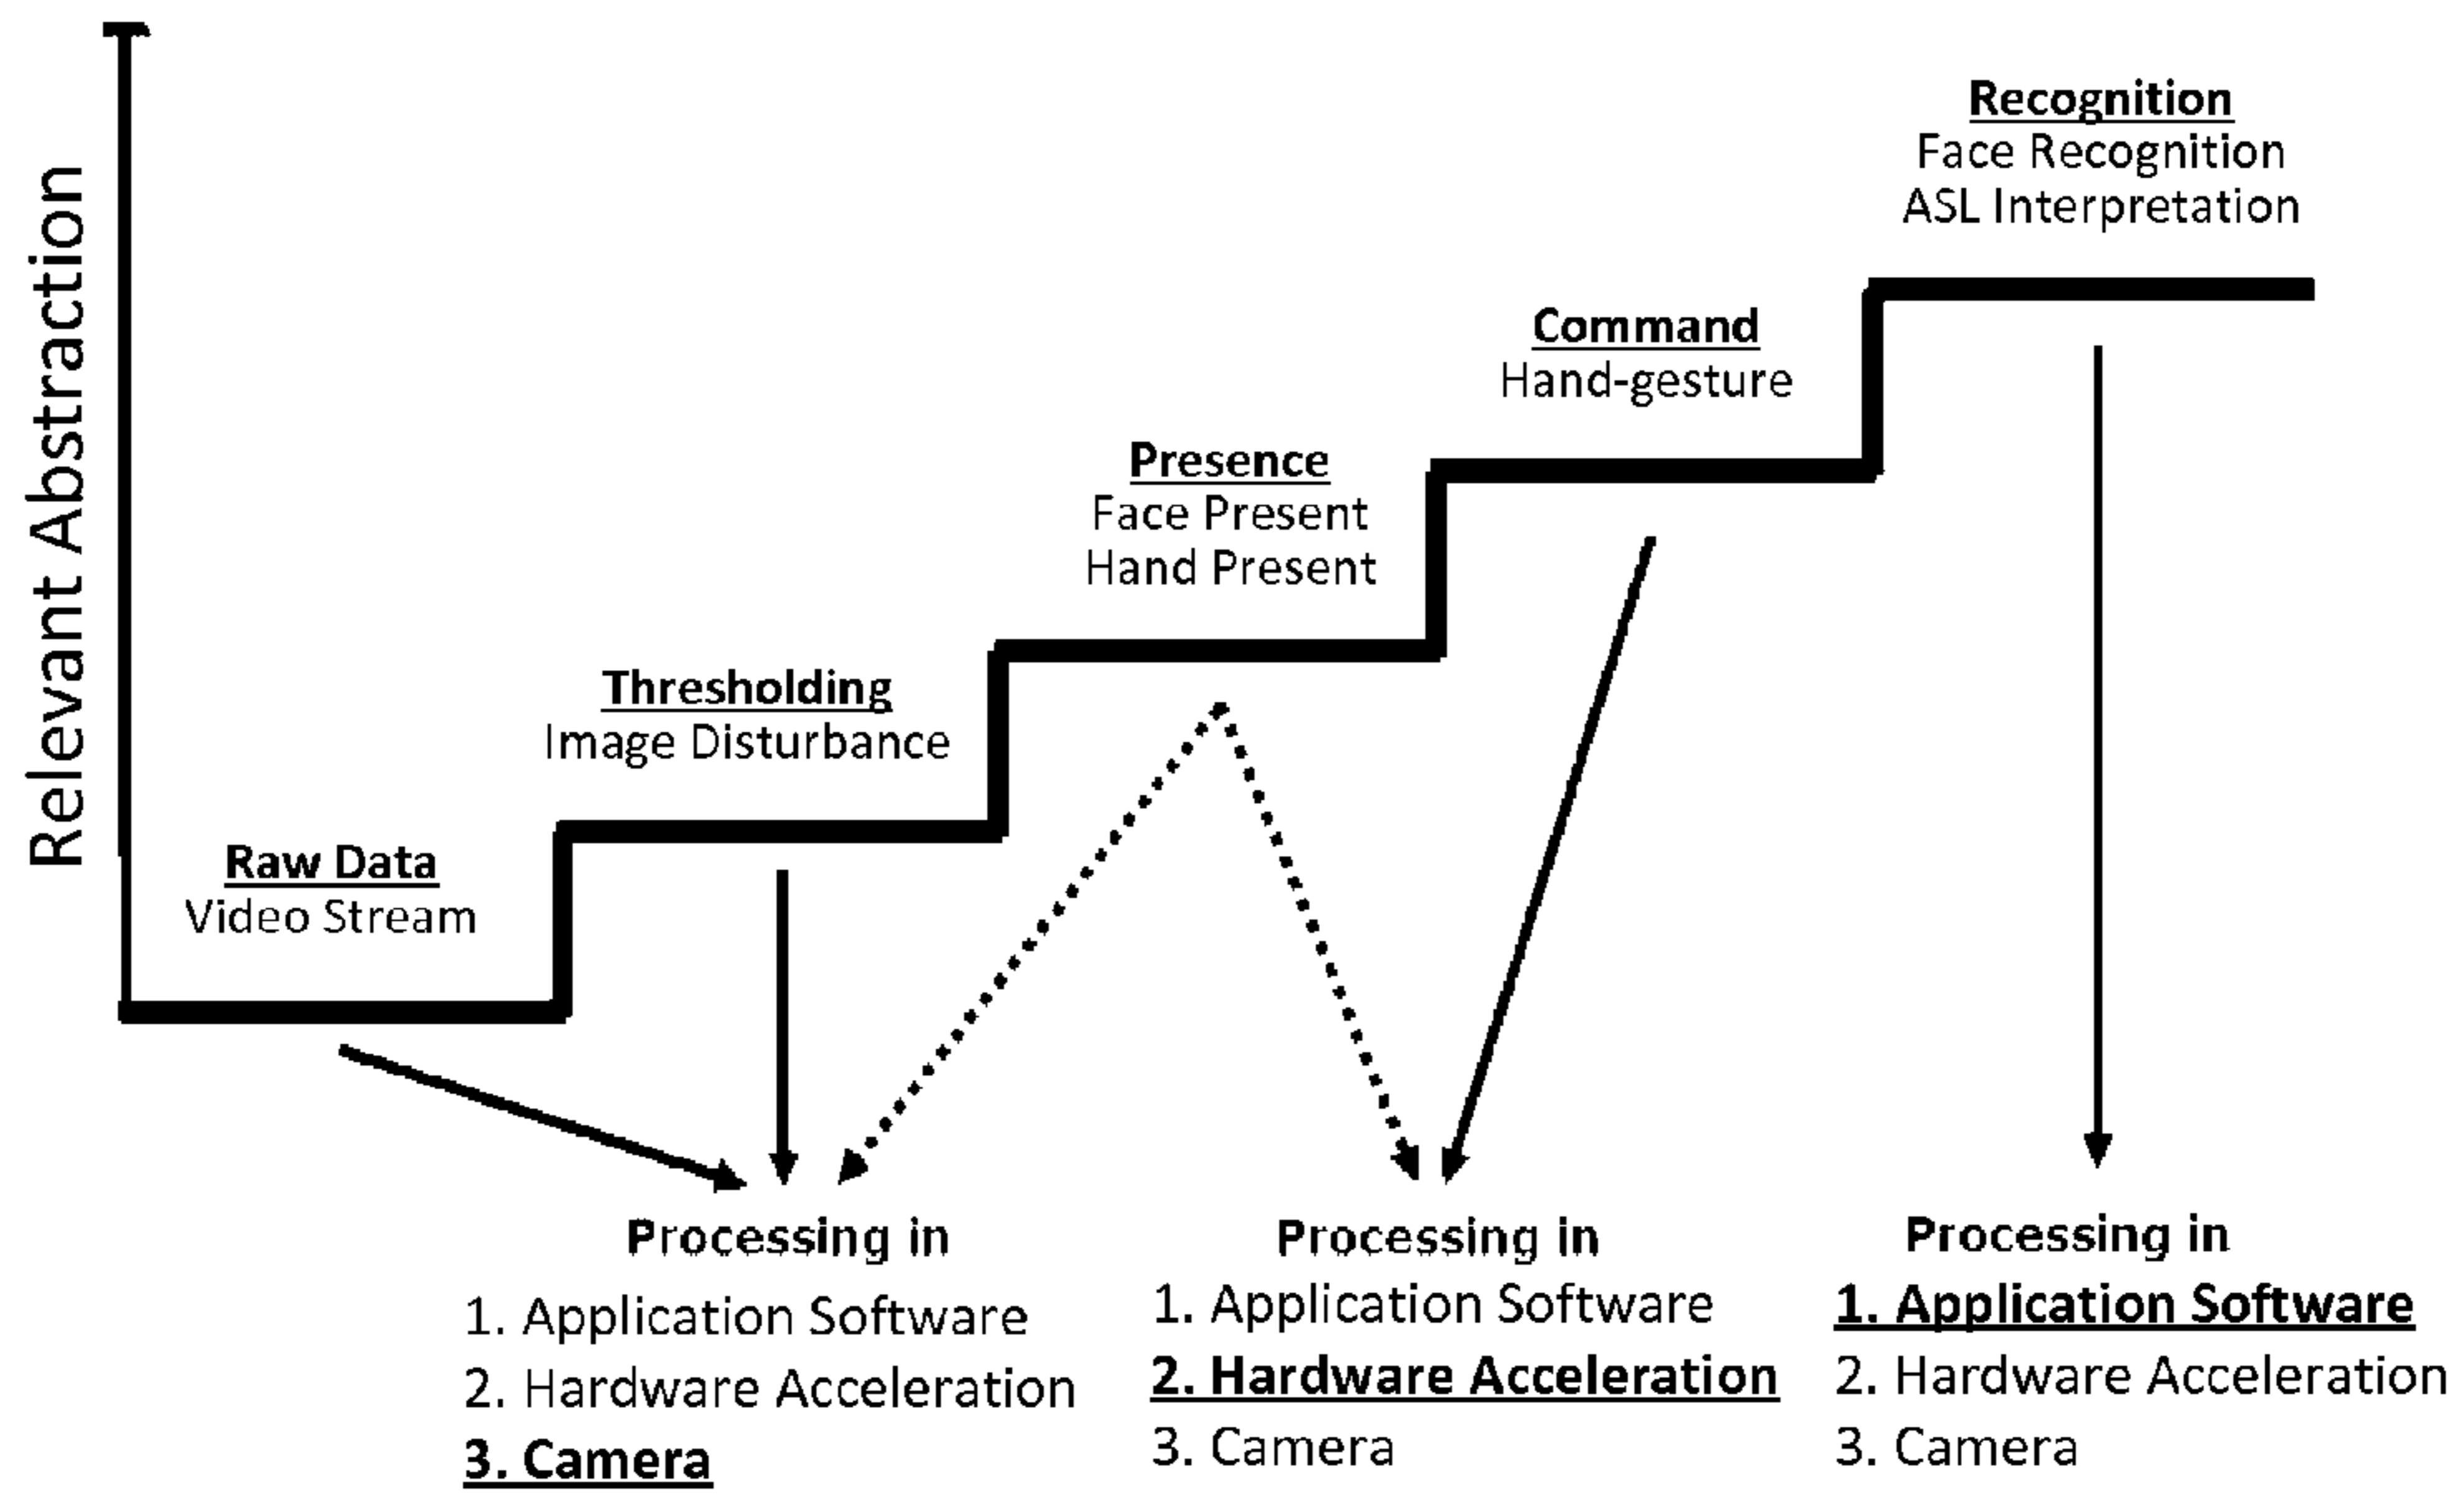 Relevant Abstraction
Recognition
Face Recognition
ASL Interpretation
Command
Hand-gesture
Presence
Face Present
Hand Present
Thresholding
Image Disturbance
Raw Data
Video Stream
Processing in
1. Application Software
2. Hardware Acceleration
3. Camera
Processing in
1. Application Software
2. Hardware Acceleration
3. Camera
Processing in
1. Application Software
2. Hardware Acceleration
3. Camera